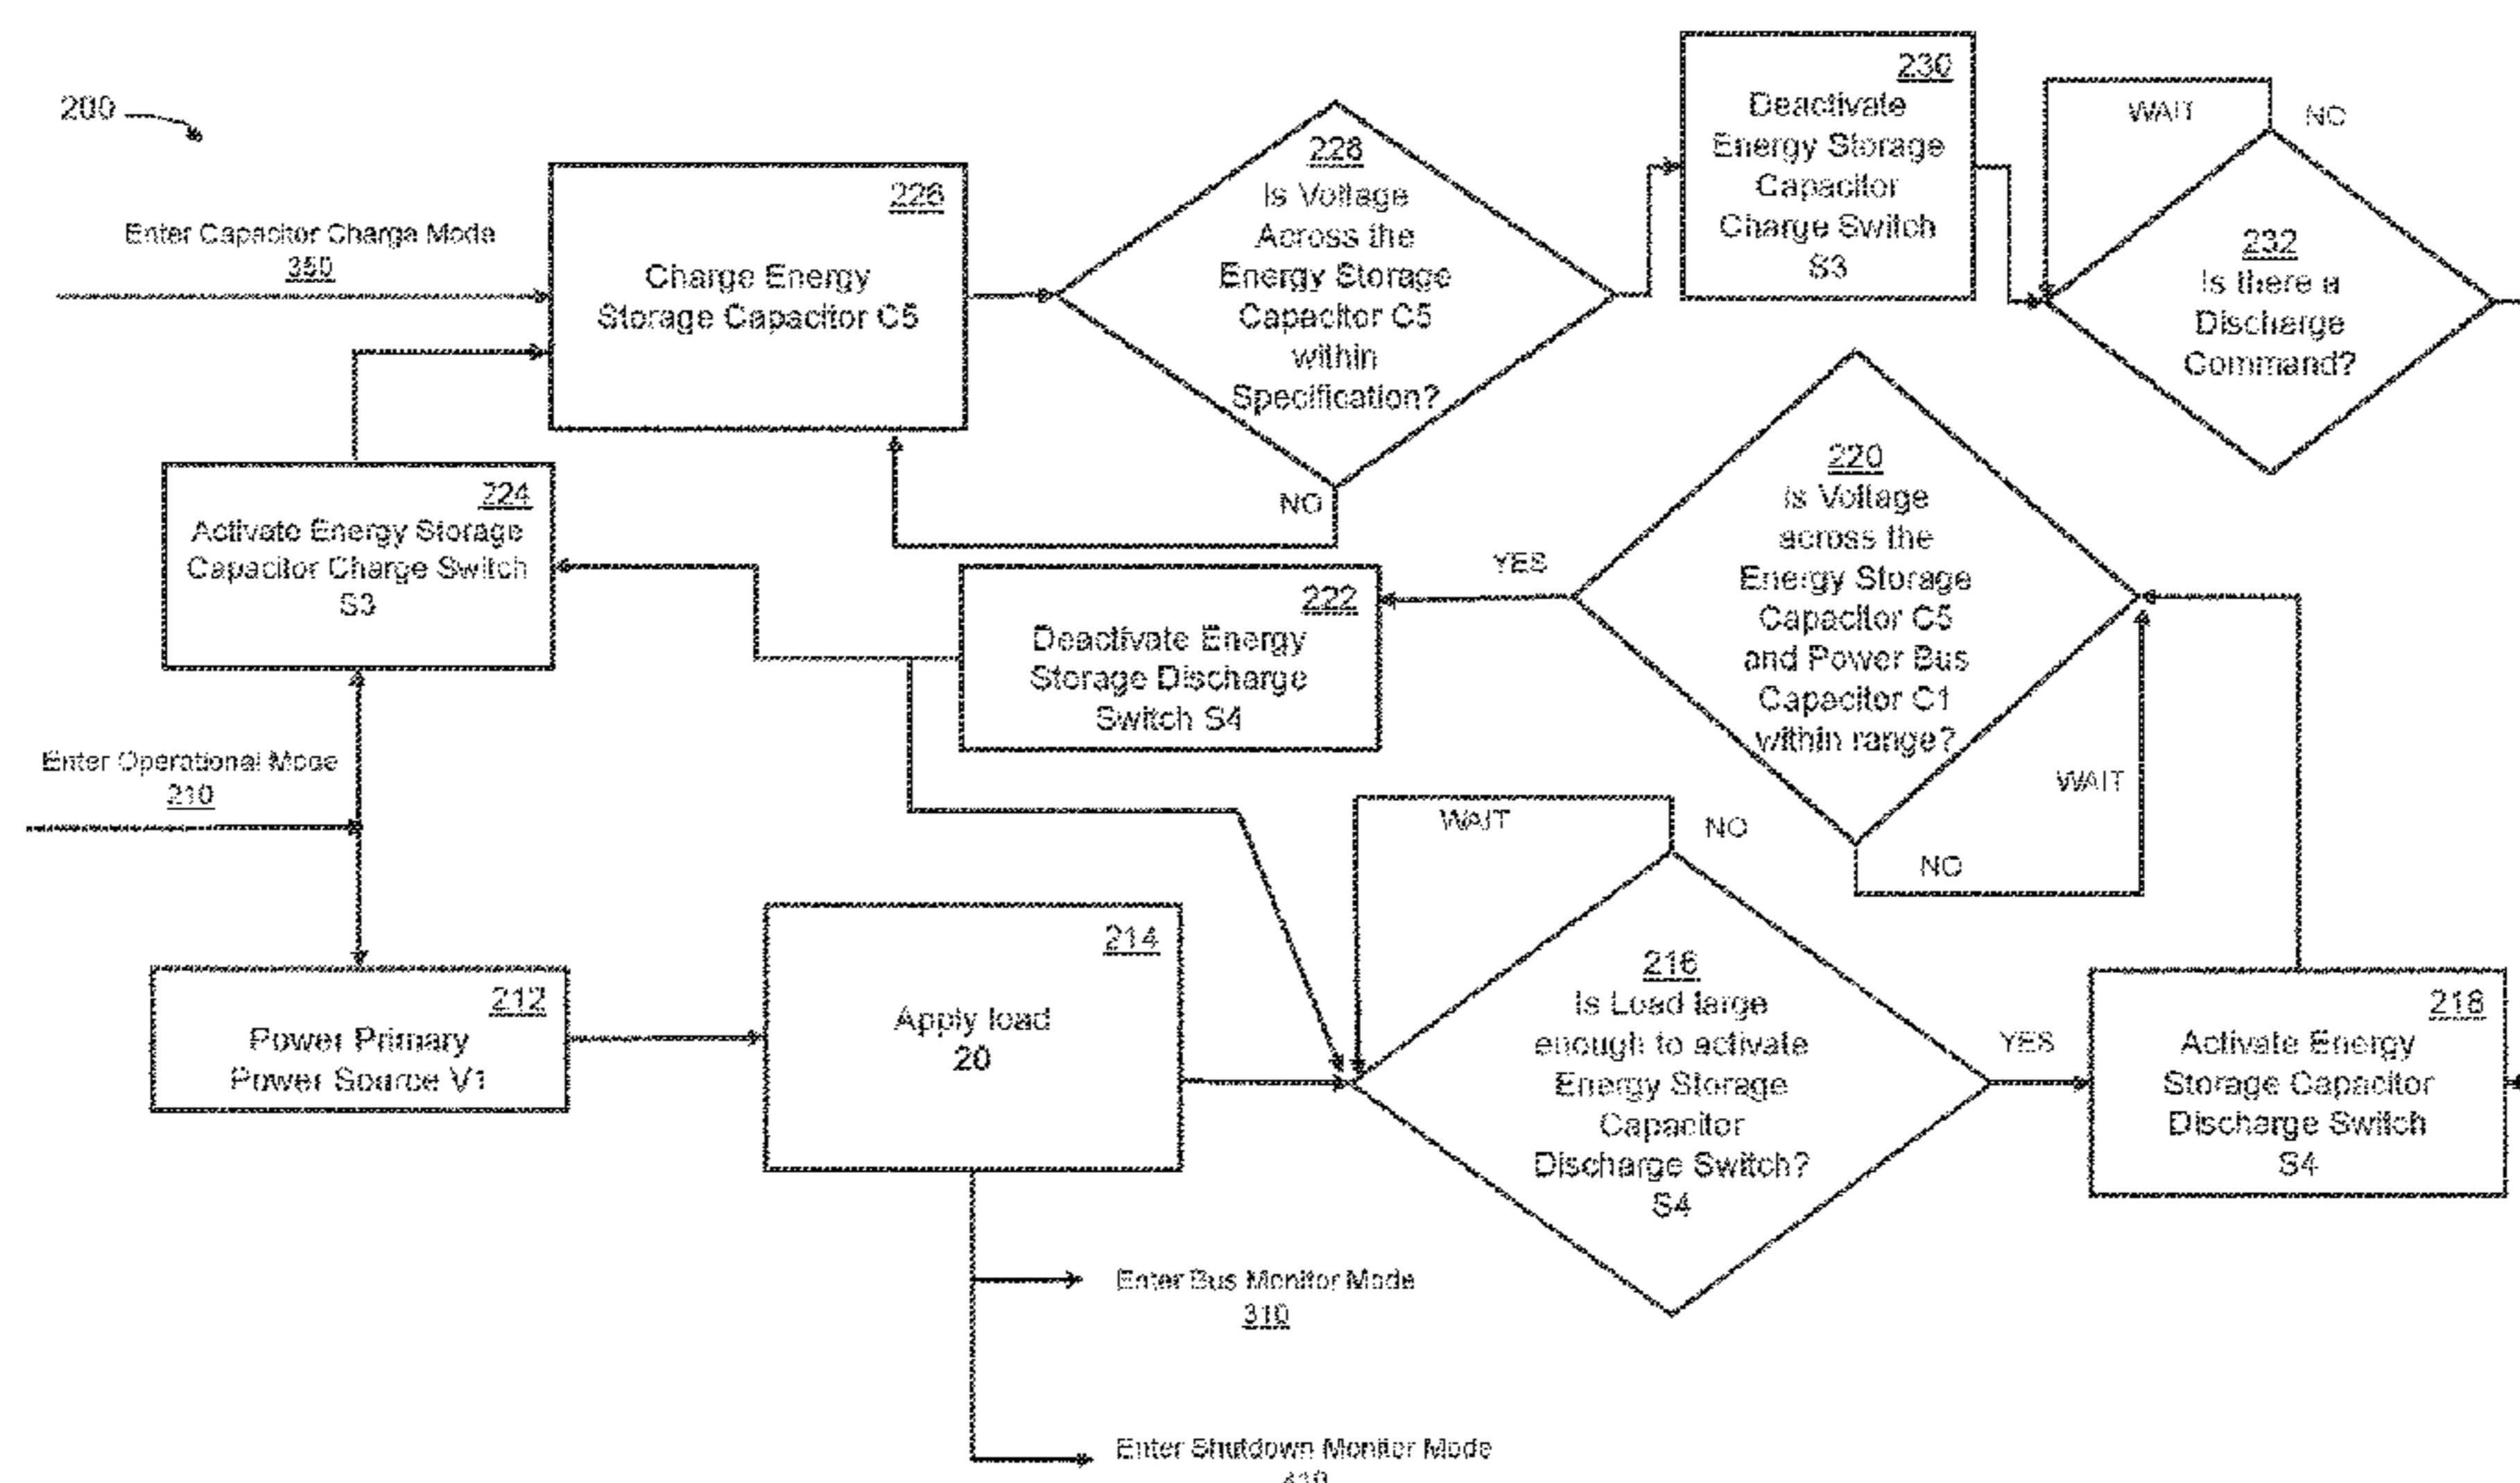 200
Enter Capacitor Charge Mode
350
226
Charge Energy
Storage Capacitor C5
228
Is Voltage
Across the
Energy Storage
Capacitor C5
within
Specification?
NO
230
Deactivate
Energy Storage
Capacitor
Charge Switch
S3
WAIT
NO
232
Is there a
Discharge
Command?
224
Activate Energy Storage
Capacitor Charge Switch
S3
222
Deactivate Energy
Storage Discharge
Switch S4
YES
220
Is Voltage
across the
Energy Storage
Capacitor C5
and Power Bus
Capacitor C1
within range?
WAIT
NO
Enter Operational Mode
210
212
Power Primary
Power Source V1
214
Apply load
20
WAIT
NO
216
Is Load large
enough to activate
Energy Storage
Capacitor
Discharge Switch?
S4
YES
218
Activate Energy
Storage Capacitor
Discharge Switch
S4
Enter Bus Monitor Mode
310
Enter Shutdown Monitor Mode
410